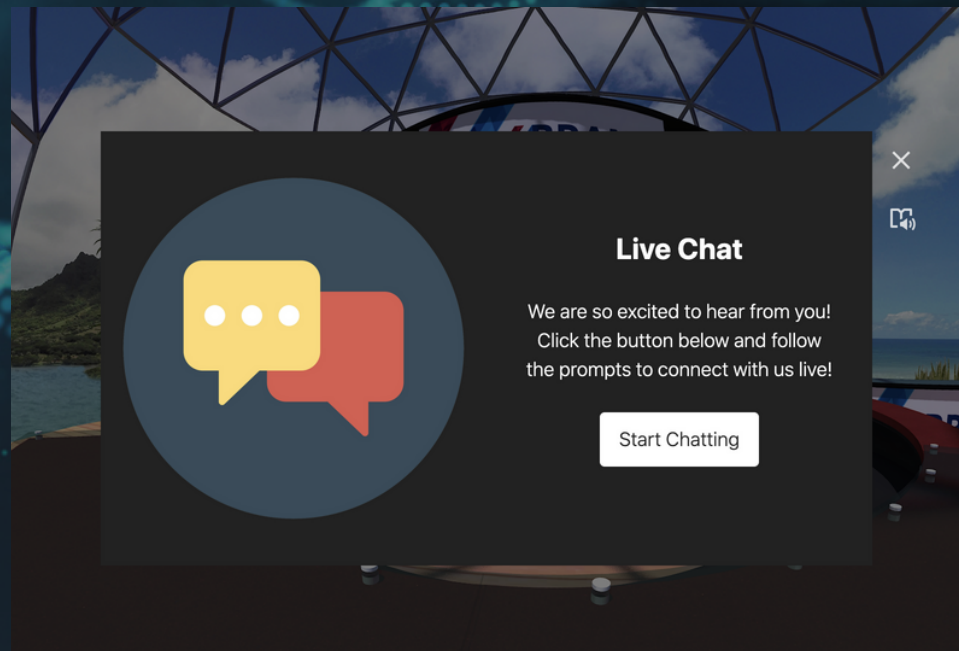 Live Chat
We are so excited to hear from you!
Click the button below and follow
the prompts to connect with us live!
Start Chatting